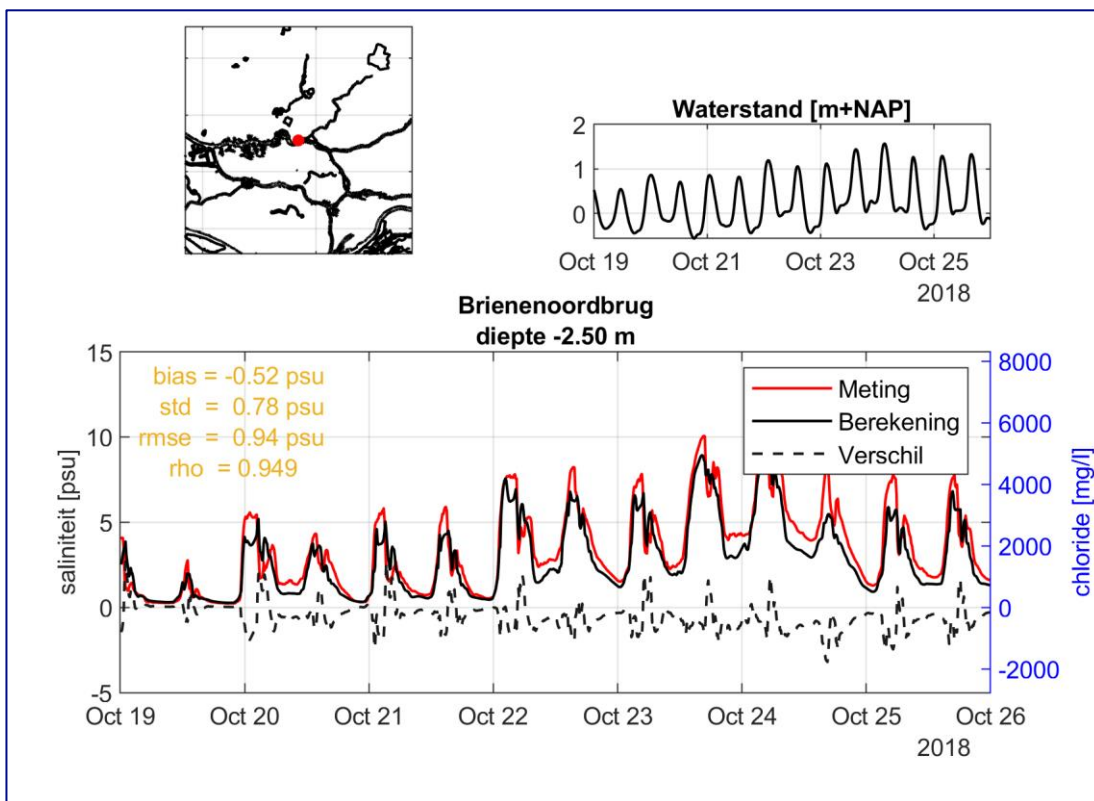 Waterstand [m+NAP]
2
1
0
Oct 19 Oct 21 Oct 23 Oct 25
2018
Brienenoordbrug
diepte -2.50 m
15
10
5
0
-5
saliniteit [psu]
bias = -0.52 psu
std = 0.78 psu
rmse = 0.94 psu
rho = 0.949
Meting
Berekening
Verschil
8000
6000
4000
2000
0
-2000
chloride [mg/l]
Oct 19 Oct 20 Oct 21 Oct 22 Oct 23 Oct 24 Oct 25 Oct 26
2018